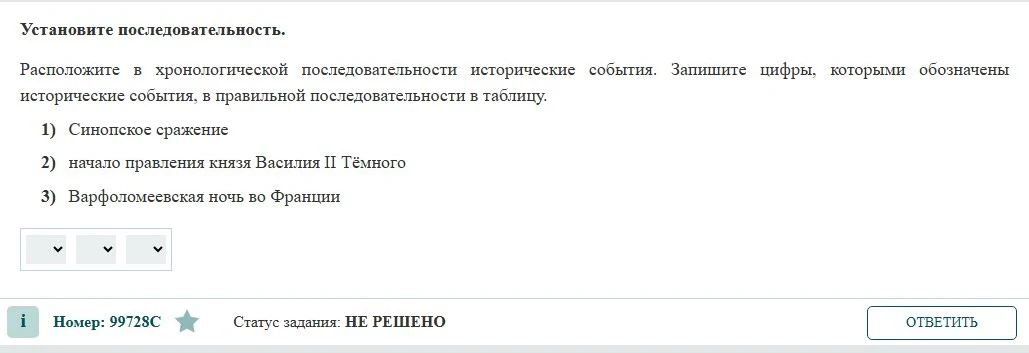 Установите последовательность.
Расположите в хронологической последовательности исторические события. Запишите цифры, которыми обозначены
исторические события, в правильной последовательности в таблицу.
1) Синопское сражение
2) начало правления князя Василия II Тёмного
3) Варфоломеевская ночь во Франции
i Номер: 99728C Статус задания: НЕ РЕШЕНО ОТВЕТИТЬ